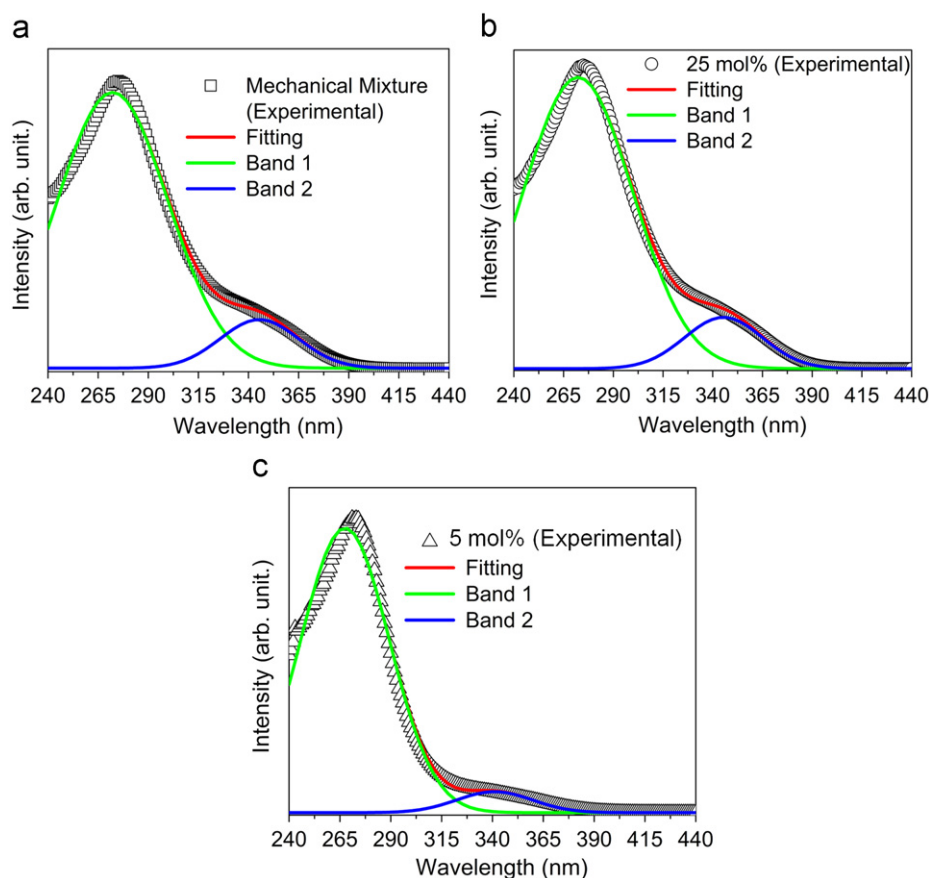 a
Mechanical Mixture
(Experimental)
Fitting
Band 1
Band 2
Intensity (arb. unit.)
240 265 290 315 340 365 390 415 440
Wavelength (nm)
b
25 mol% (Experimental)
Fitting
Band 1
Band 2
Intensity (arb. unit.)
240 265 290 315 340 365 390 415 440
Wavelength (nm)
c
5 mol% (Experimental)
Fitting
Band 1
Band 2
Intensity (arb. unit.)
240 265 290 315 340 365 390 415 440
Wavelength (nm)